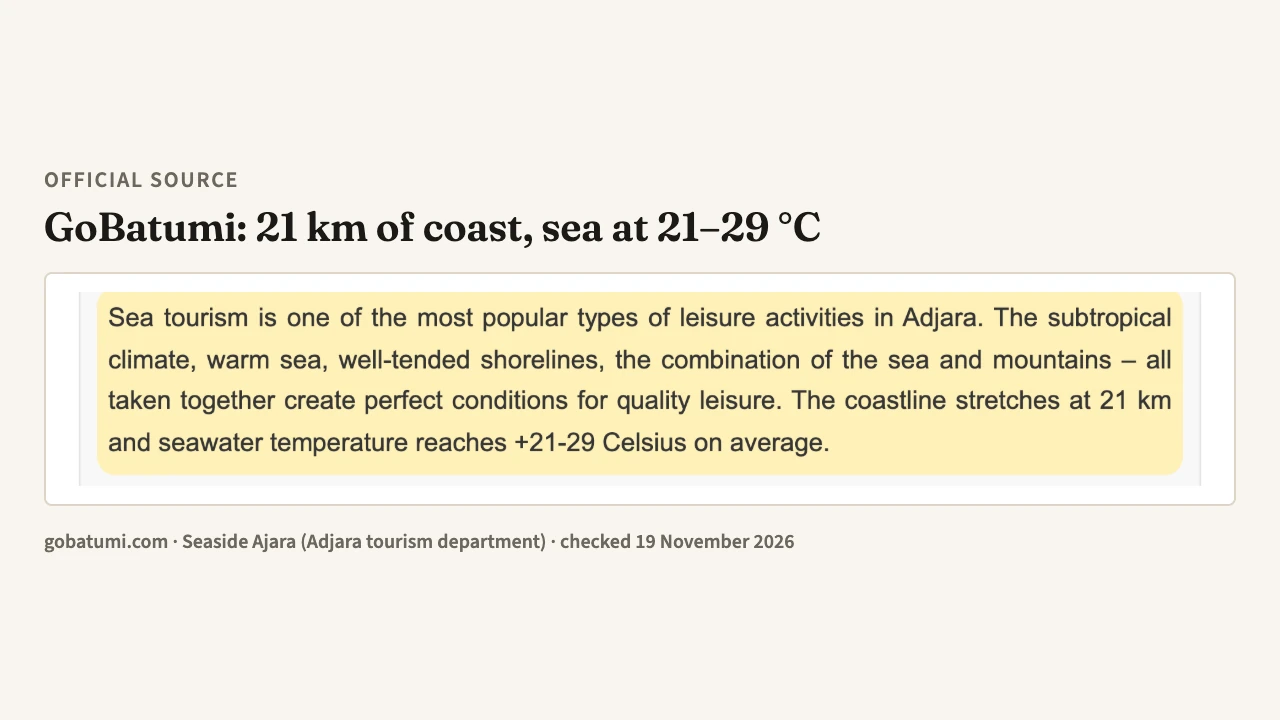 OFFICIAL SOURCE
GoBatumi: 21 km of coast, sea at 21–29 °C
Sea tourism is one of the most popular types of leisure activities in Adjara. The subtropical
climate, warm sea, well-tended shorelines, the combination of the sea and mountains – all
taken together create perfect conditions for quality leisure. The coastline stretches at 21 km
and seawater temperature reaches +21-29 Celsius on average.
gobatumi.com · Seaside Ajara (Adjara tourism department) · checked 19 November 2026